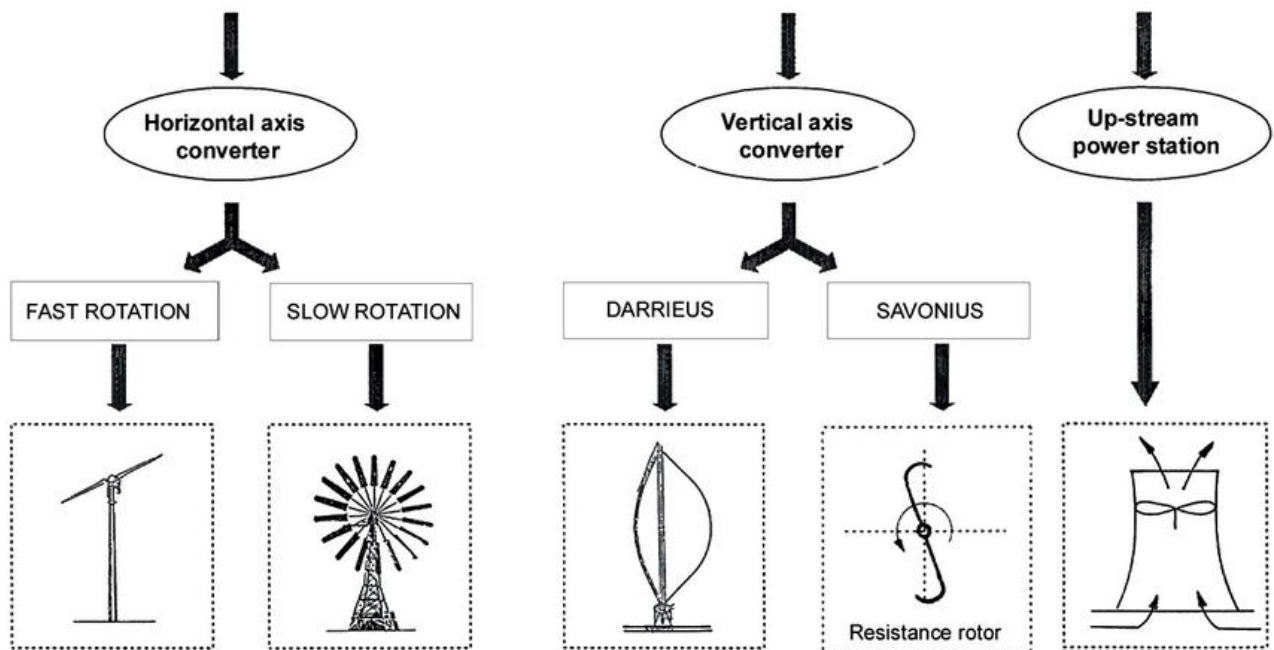 Horizontal axis
converter
Vertical axis
converter
Up-stream
power station
FAST ROTATION
SLOW ROTATION
DARRIEUS
SAVONIUS
Resistance rotor